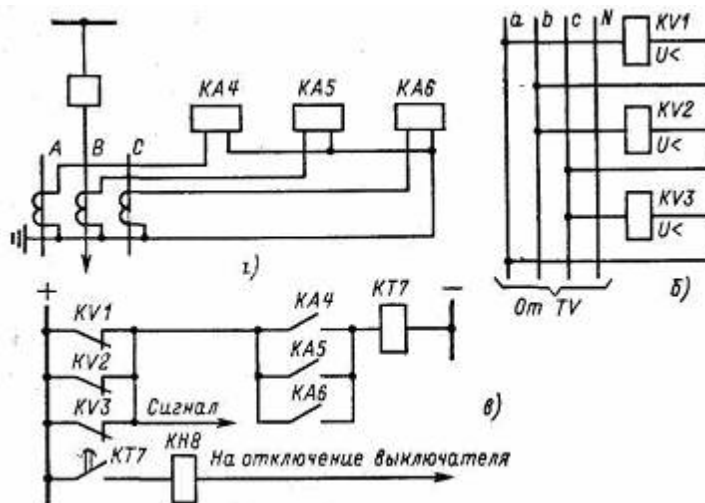 KA4 KA5 KA6
A B C
г)
a b c N
KV1
U<
KV2
U<
KV3
U<
От TV
б)
+ −
KV1
KV2
KV3
KA4
KA5
KA6
KT7
Сигнал
в)
KT7
KH8
На отключение выключателя